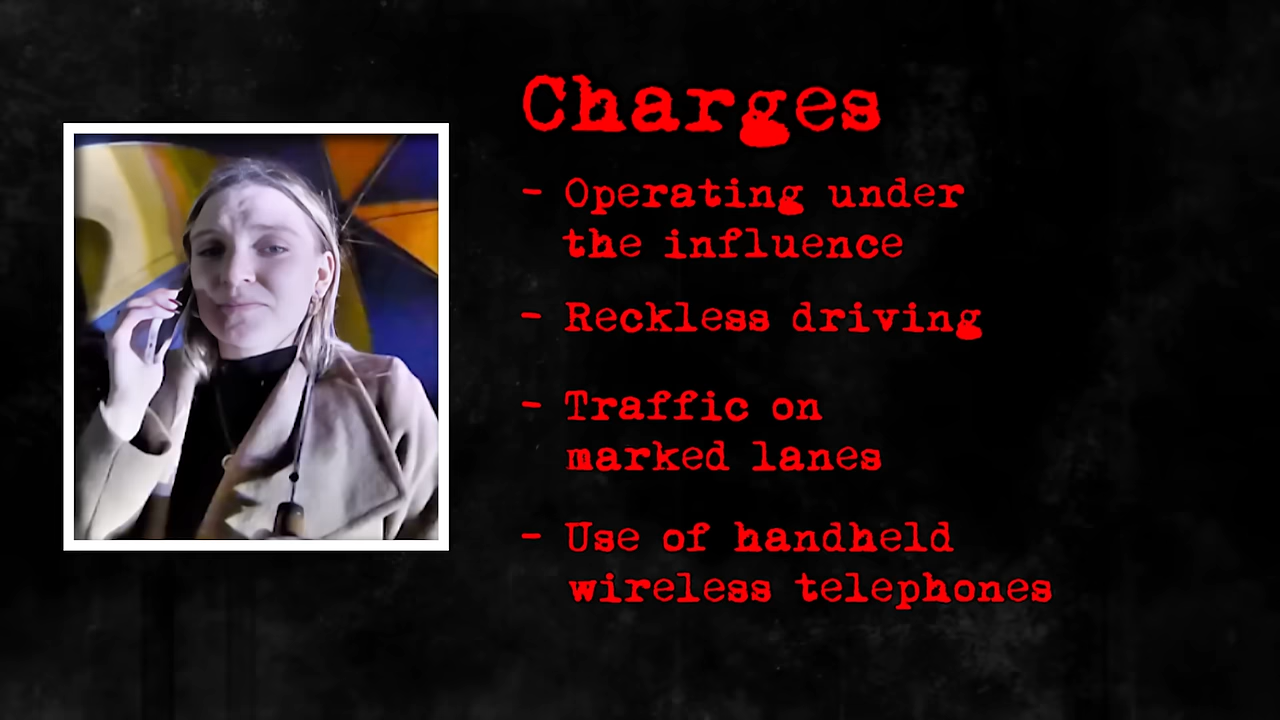 Charges
- Operating under
the influence
- Reckless driving
- Traffic on
marked lanes
- Use of handheld
wireless telephones